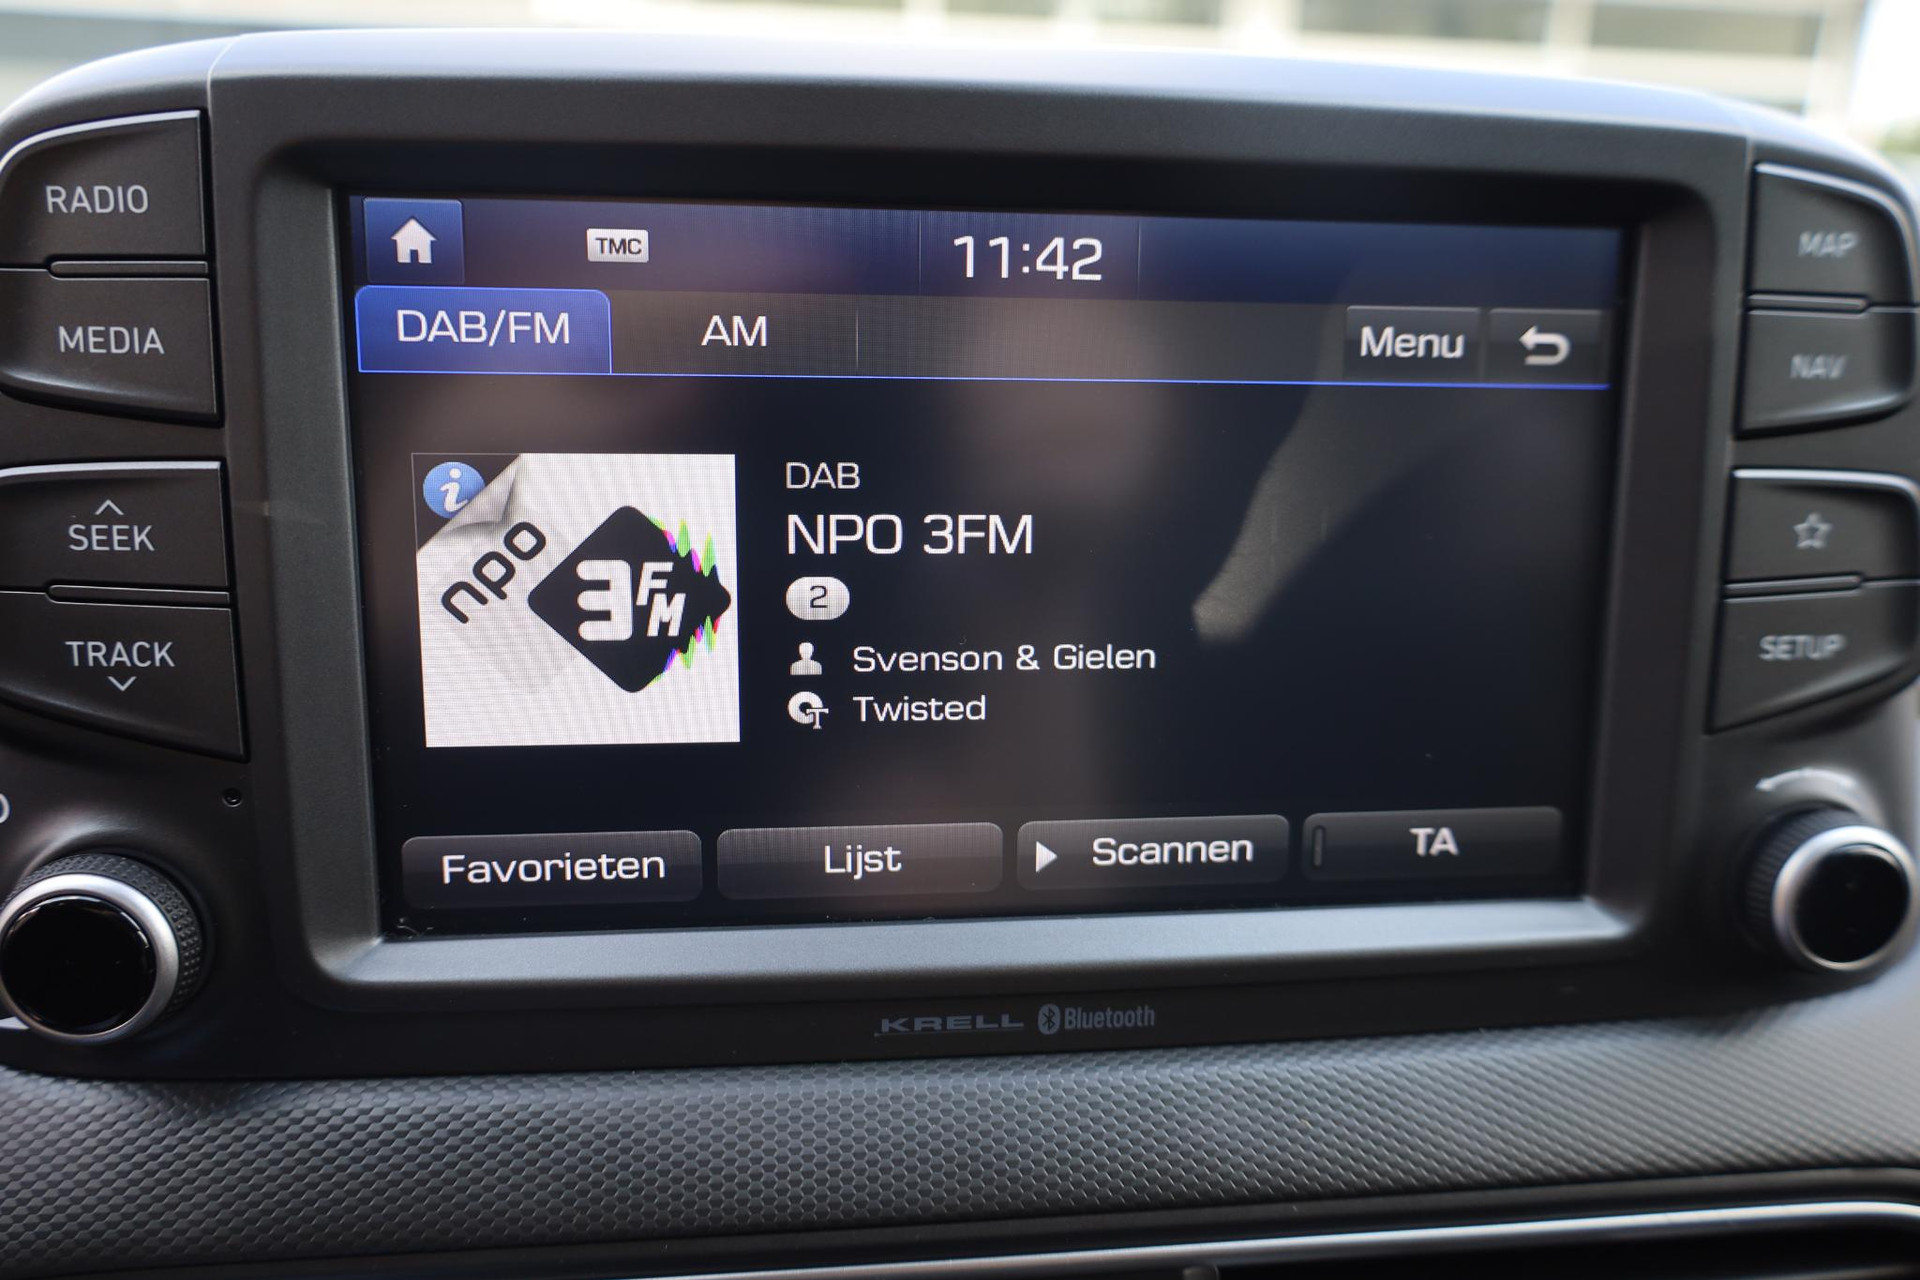 RADIO
MEDIA
SEEK
TRACK
TMC
11:42
DAB/FM
AM
Menu
npo
3FM
DAB
NPO 3FM
2
Svenson & Gielen
Twisted
Favorieten
Lijst
Scannen
TA
MAP
NAV
SETUP
KRELL Bluetooth